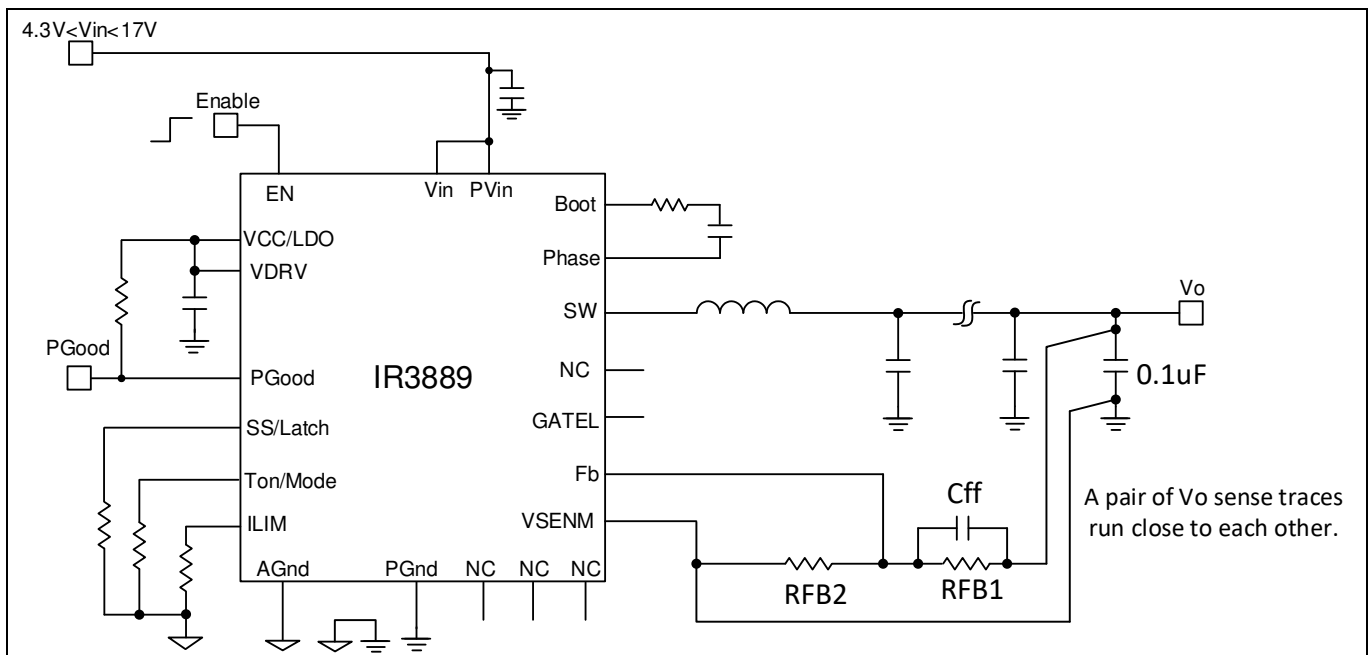 4.3V<Vin<17V
Enable
EN
Vin PVin
Boot
VCC/LDO
Phase
VDRV
Vo
SW
PGood
IR3889
PGood
NC
0.1uF
GATEL
SS/Latch
Fb
Ton/Mode
Cff
A pair of Vo sense traces
run close to each other.
ILIM
VSENM
AGnd
PGnd
NC NC NC
RFB2
RFB1